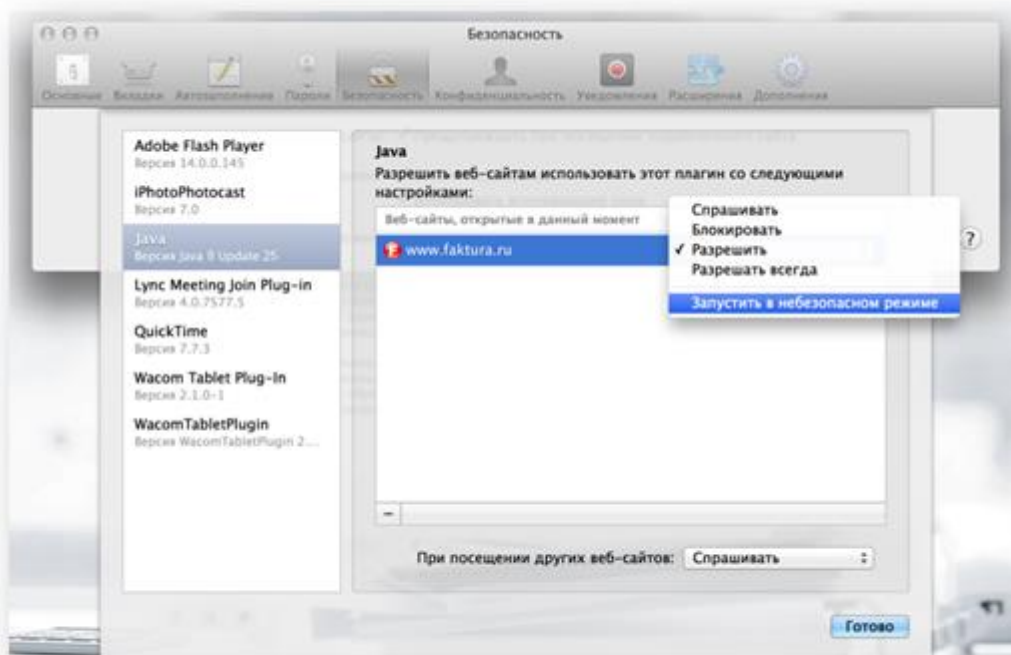 Безопасность
Основные Вкладки Автозаполнение Пароли Безопасность Конфиденциальность Уведомления Расширения Дополнения
Adobe Flash Player
Версия 14.0.0.145
iPhotoPhotocast
Версия 7.0
Java
Версия Java 8 Update 25
Lync Meeting Join Plug-in
Версия 4.0.7577.5
QuickTime
Версия 7.7.3
Wacom Tablet Plug-In
Версия 2.1.0-1
WacomTabletPlugin
Версия WacomTabletPlugin 2....
Java
Разрешить веб-сайтам использовать этот плагин со следующими
настройками:
Веб-сайты, открытые в данный момент
www.faktura.ru
Спрашивать
Блокировать
✓ Разрешить
Разрешать всегда
Запустить в небезопасном режиме
?
При посещении других веб-сайтов: Спрашивать
Готово